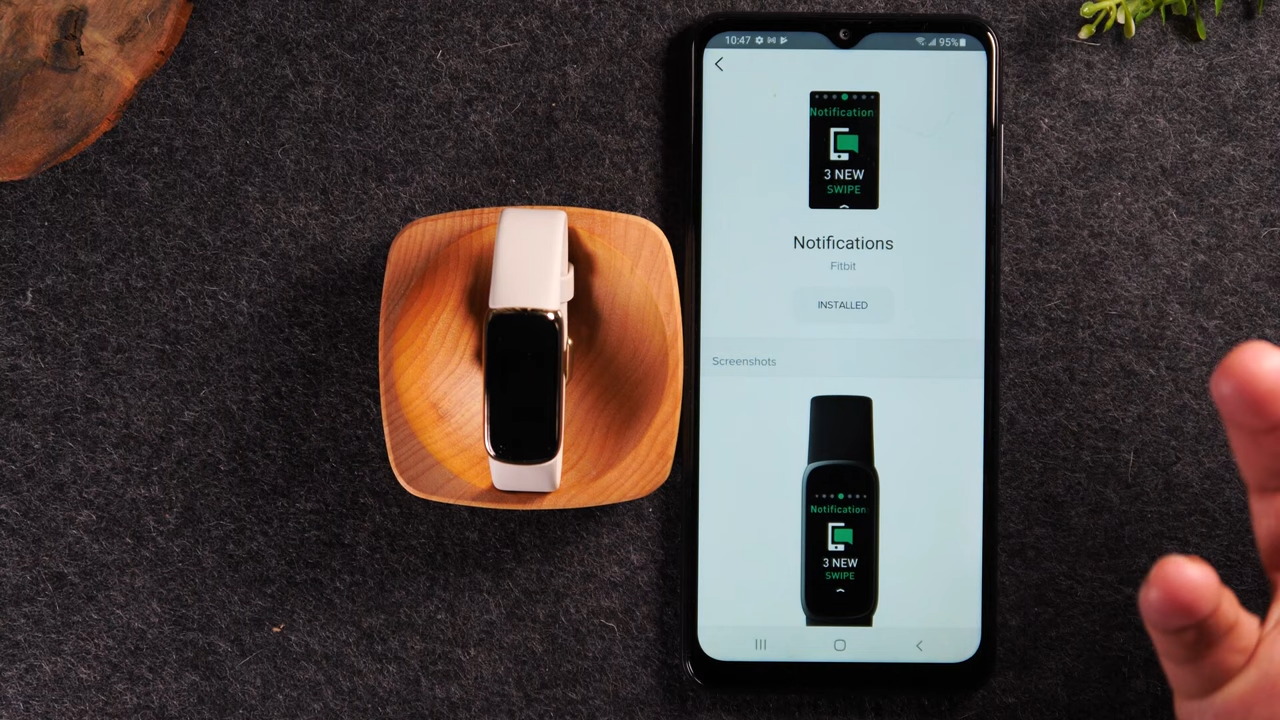 10:47
95%
Notification
3 NEW
SWIPE
Notifications
Fitbit
INSTALLED
Screenshots
Notification
3 NEW
SWIPE